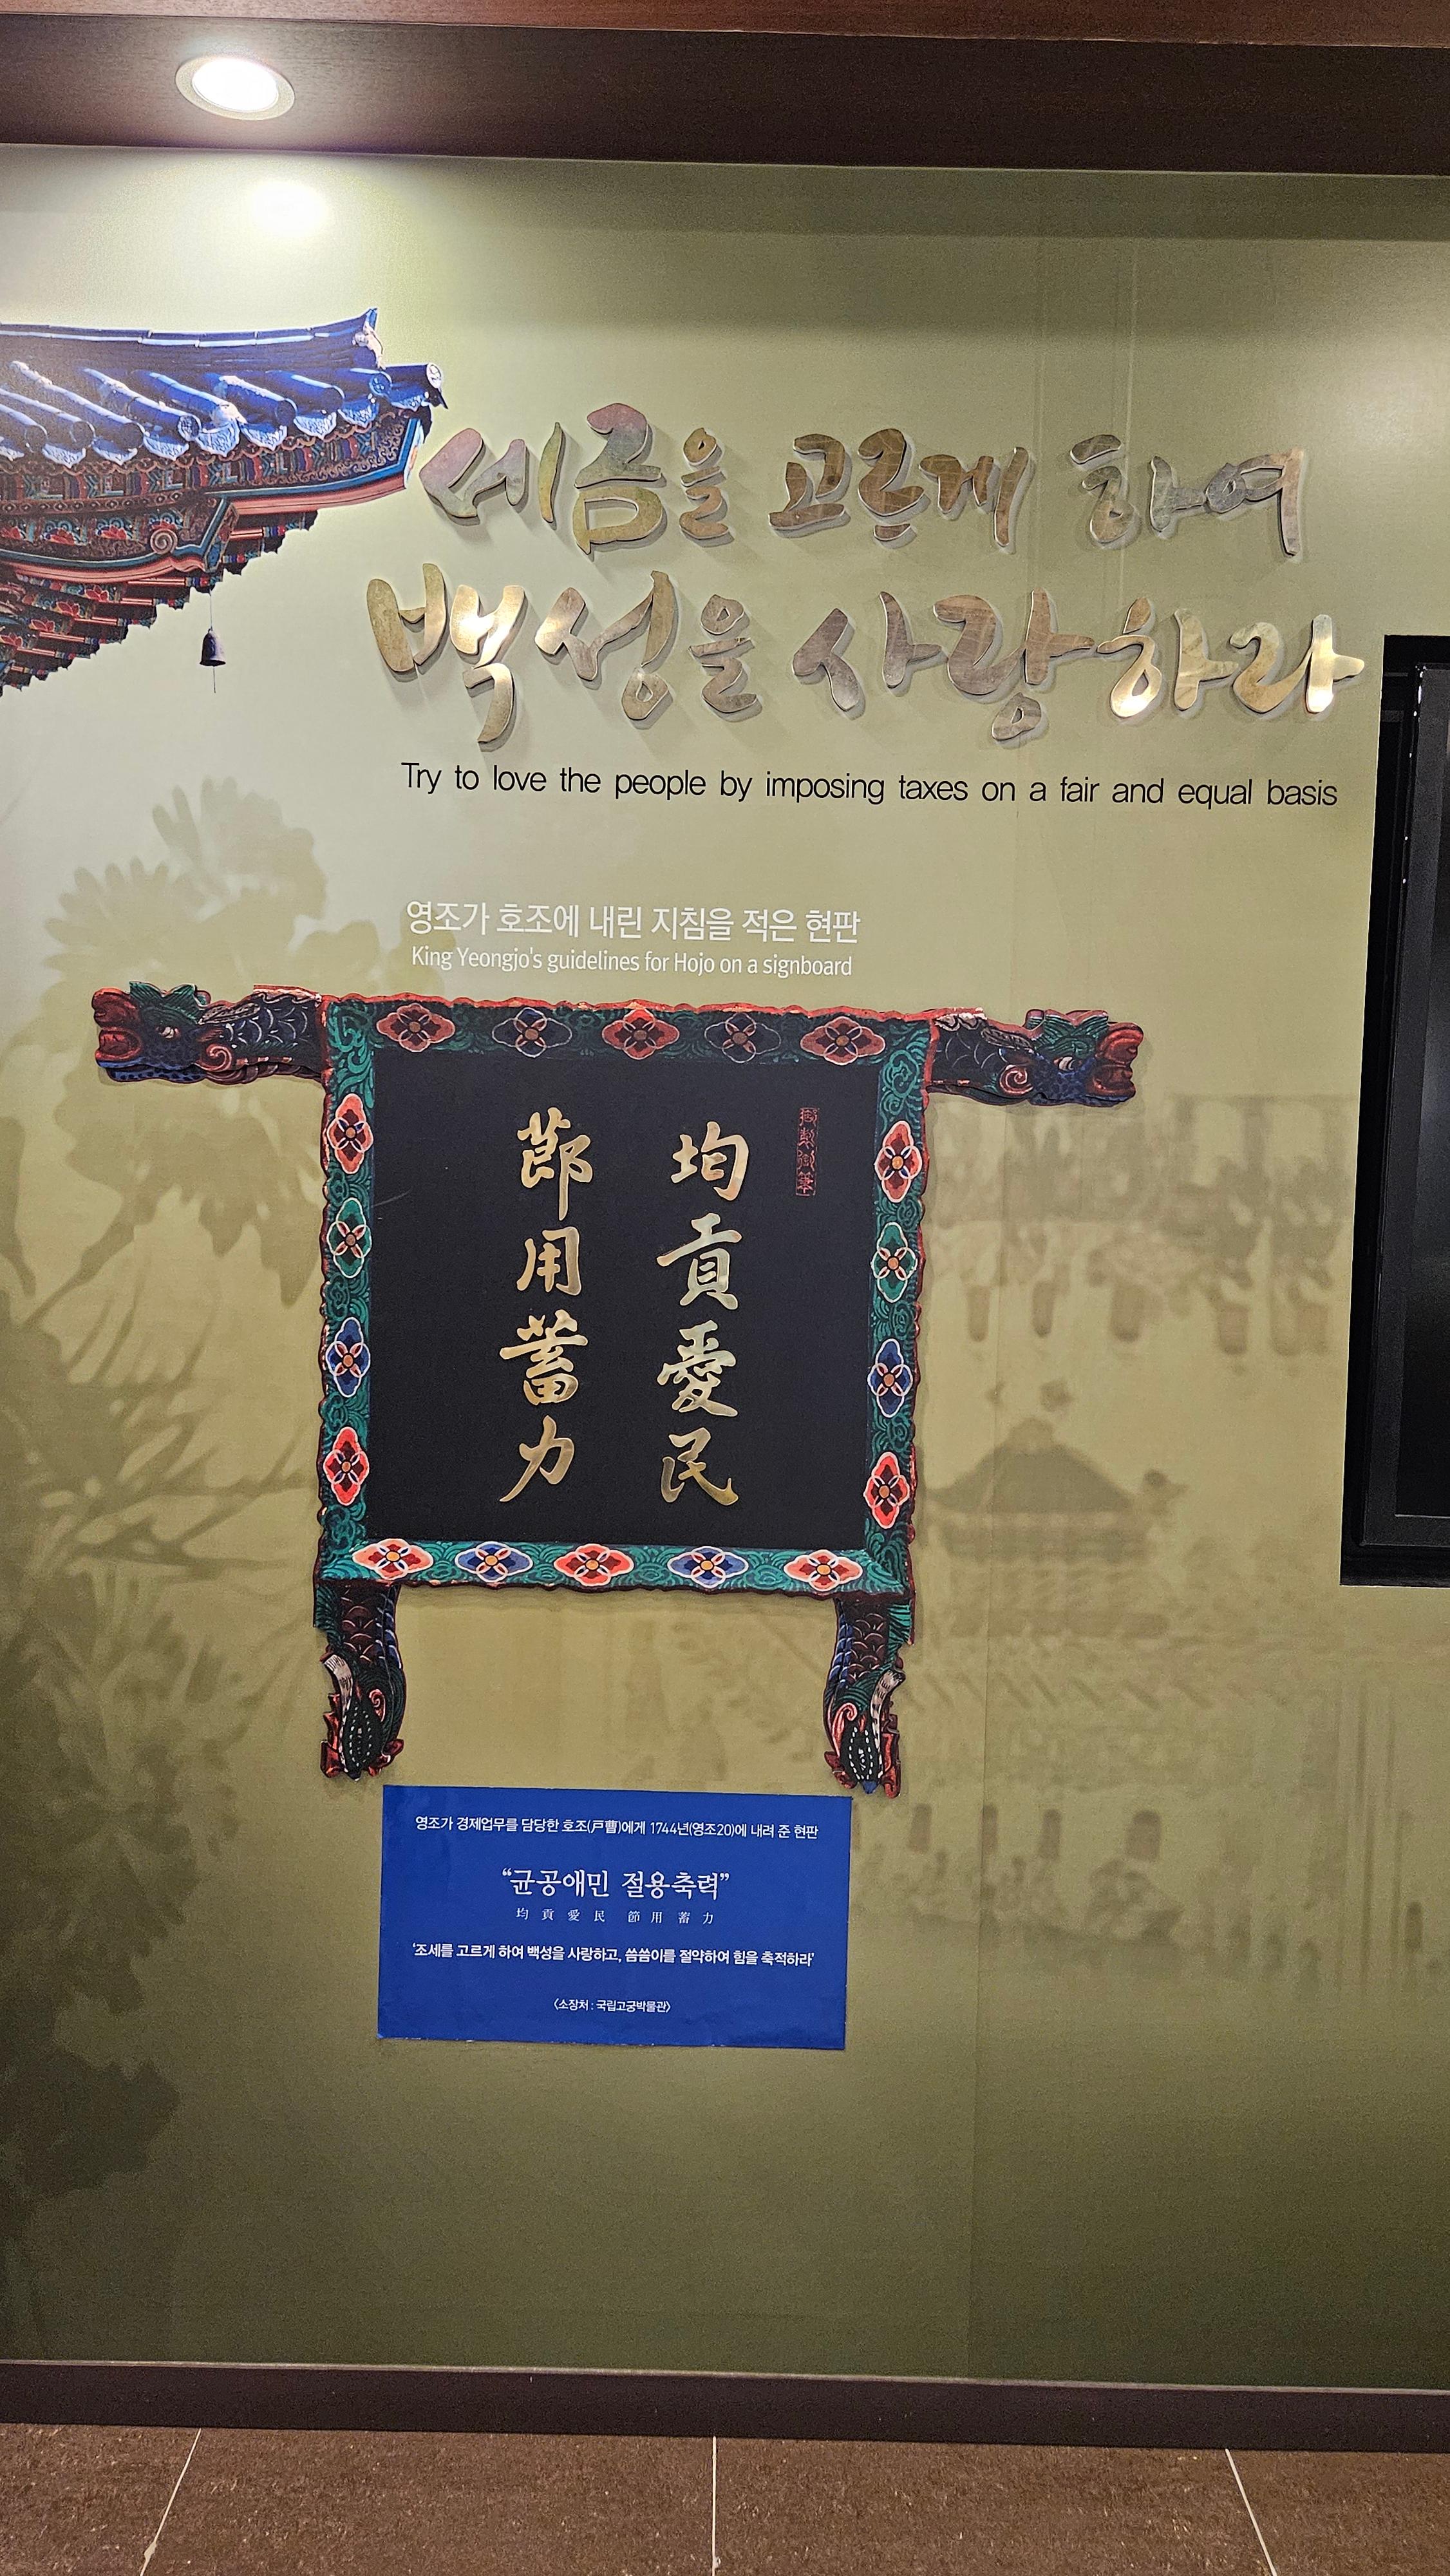 세금을 고르게 하여
백성을 사랑하라
Try to love the people by imposing taxes on a fair and equal basis
영조가 호조에 내린 지침을 적은 현판
King Yeongjo's guidelines for Hojo on a signboard
均貢愛民
節用蓄力
영조가 경제업무를 담당한 호조(戶曹)에게 1744년(영조20)에 내려 준 현판
“균공애민 절용축력”
均 貢 愛 民 節 用 蓄 力
‘조세를 고르게 하여 백성을 사랑하고, 씀씀이를 절약하여 힘을 축적하라’
〈소장처 : 국립고궁박물관〉